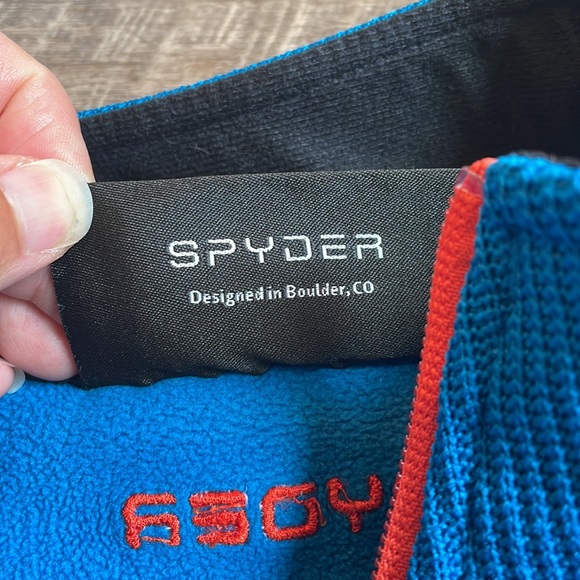 SPYDER
Designed in Boulder, CO